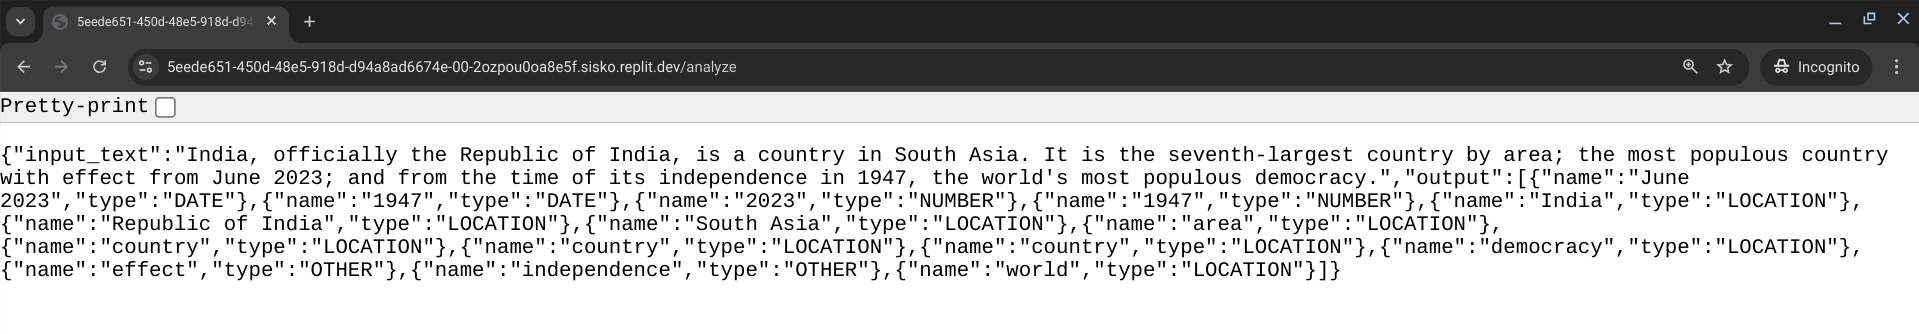 5eede651-450d-48e5-918d-d94
5eede651-450d-48e5-918d-d94a8ad6674e-00-2ozpou0oa8e5f.sisko.replit.dev/analyze
Incognito
Pretty-print
{"input_text":"India, officially the Republic of India, is a country in South Asia. It is the seventh-largest country by area; the most populous country
with effect from June 2023; and from the time of its independence in 1947, the world's most populous democracy.","output":[{"name":"June
2023","type":"DATE"},{"name":"1947","type":"DATE"},{"name":"2023","type":"NUMBER"},{"name":"1947","type":"NUMBER"},{"name":"India","type":"LOCATION"},
{"name":"Republic of India","type":"LOCATION"},{"name":"South Asia","type":"LOCATION"},{"name":"area","type":"LOCATION"},
{"name":"country","type":"LOCATION"},{"name":"country","type":"LOCATION"},{"name":"country","type":"LOCATION"},{"name":"democracy","type":"LOCATION"},
{"name":"effect","type":"OTHER"},{"name":"independence","type":"OTHER"},{"name":"world","type":"LOCATION"}]}